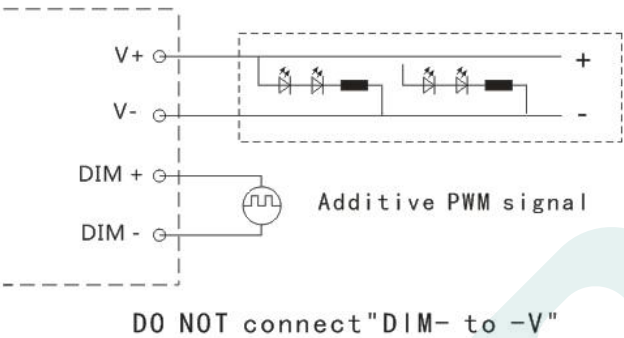 V+
+
V-
-
DIM +
Additive PWM signal
DIM -
DO NOT connect"DIM- to -V"